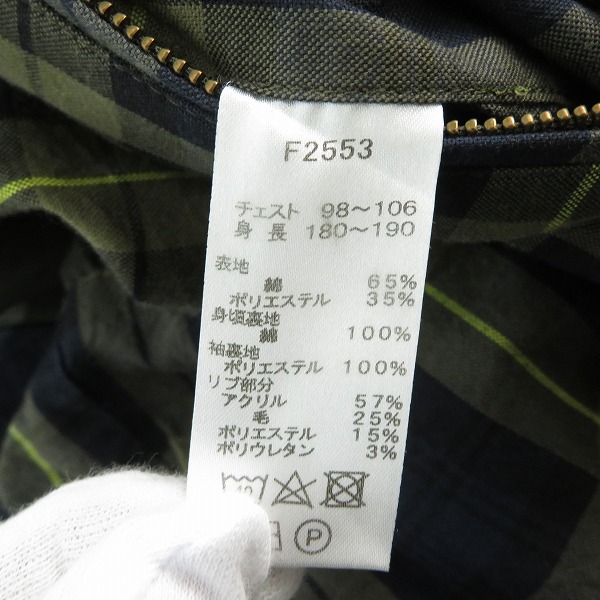 F2553
チェスト 98～106
身長 180～190
表地
綿 65%
ポリエステル 35%
身頃裏地
綿 100%
袖裏地
ポリエステル 100%
リブ部分
アクリル 57%
毛 25%
ポリエステル 15%
ポリウレタン 3%
P